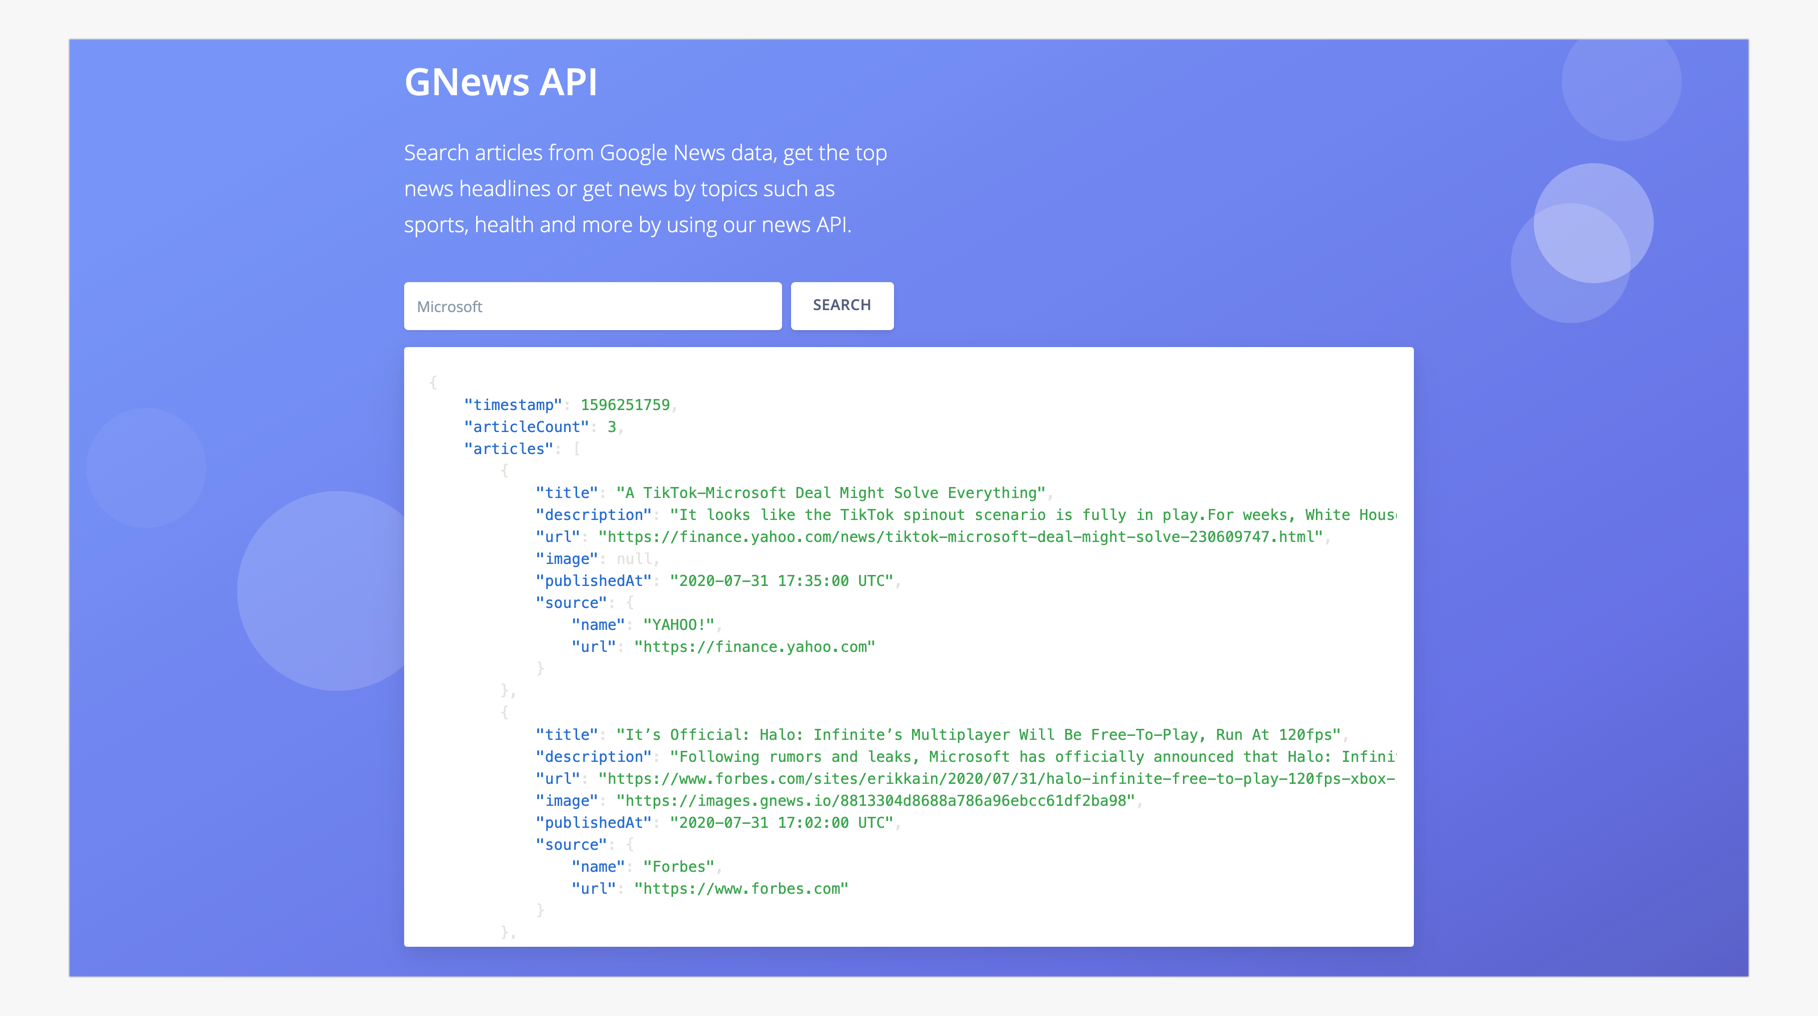 GNews API
Search articles from Google News data, get the top
news headlines or get news by topics such as
sports, health and more by using our news API.
Microsoft
SEARCH
{
"timestamp": 1596251759,
"articleCount": 3,
"articles": [
{
"title": "A TikTok-Microsoft Deal Might Solve Everything",
"description": "It looks like the TikTok spinout scenario is fully in play.For weeks, White House
"url": "https://finance.yahoo.com/news/tiktok-microsoft-deal-might-solve-230609747.html",
"image": null,
"publishedAt": "2020-07-31 17:35:00 UTC",
"source": {
"name": "YAHOO!",
"url": "https://finance.yahoo.com"
}
},
{
"title": "It’s Official: Halo: Infinite’s Multiplayer Will Be Free-To-Play, Run At 120fps",
"description": "Following rumors and leaks, Microsoft has officially announced that Halo: Infini
"url": "https://www.forbes.com/sites/erikkain/2020/07/31/halo-infinite-free-to-play-120fps-xbox-
"image": "https://images.gnews.io/8813304d8688a786a96ebcc61df2ba98",
"publishedAt": "2020-07-31 17:02:00 UTC",
"source": {
"name": "Forbes",
"url": "https://www.forbes.com"
}
},